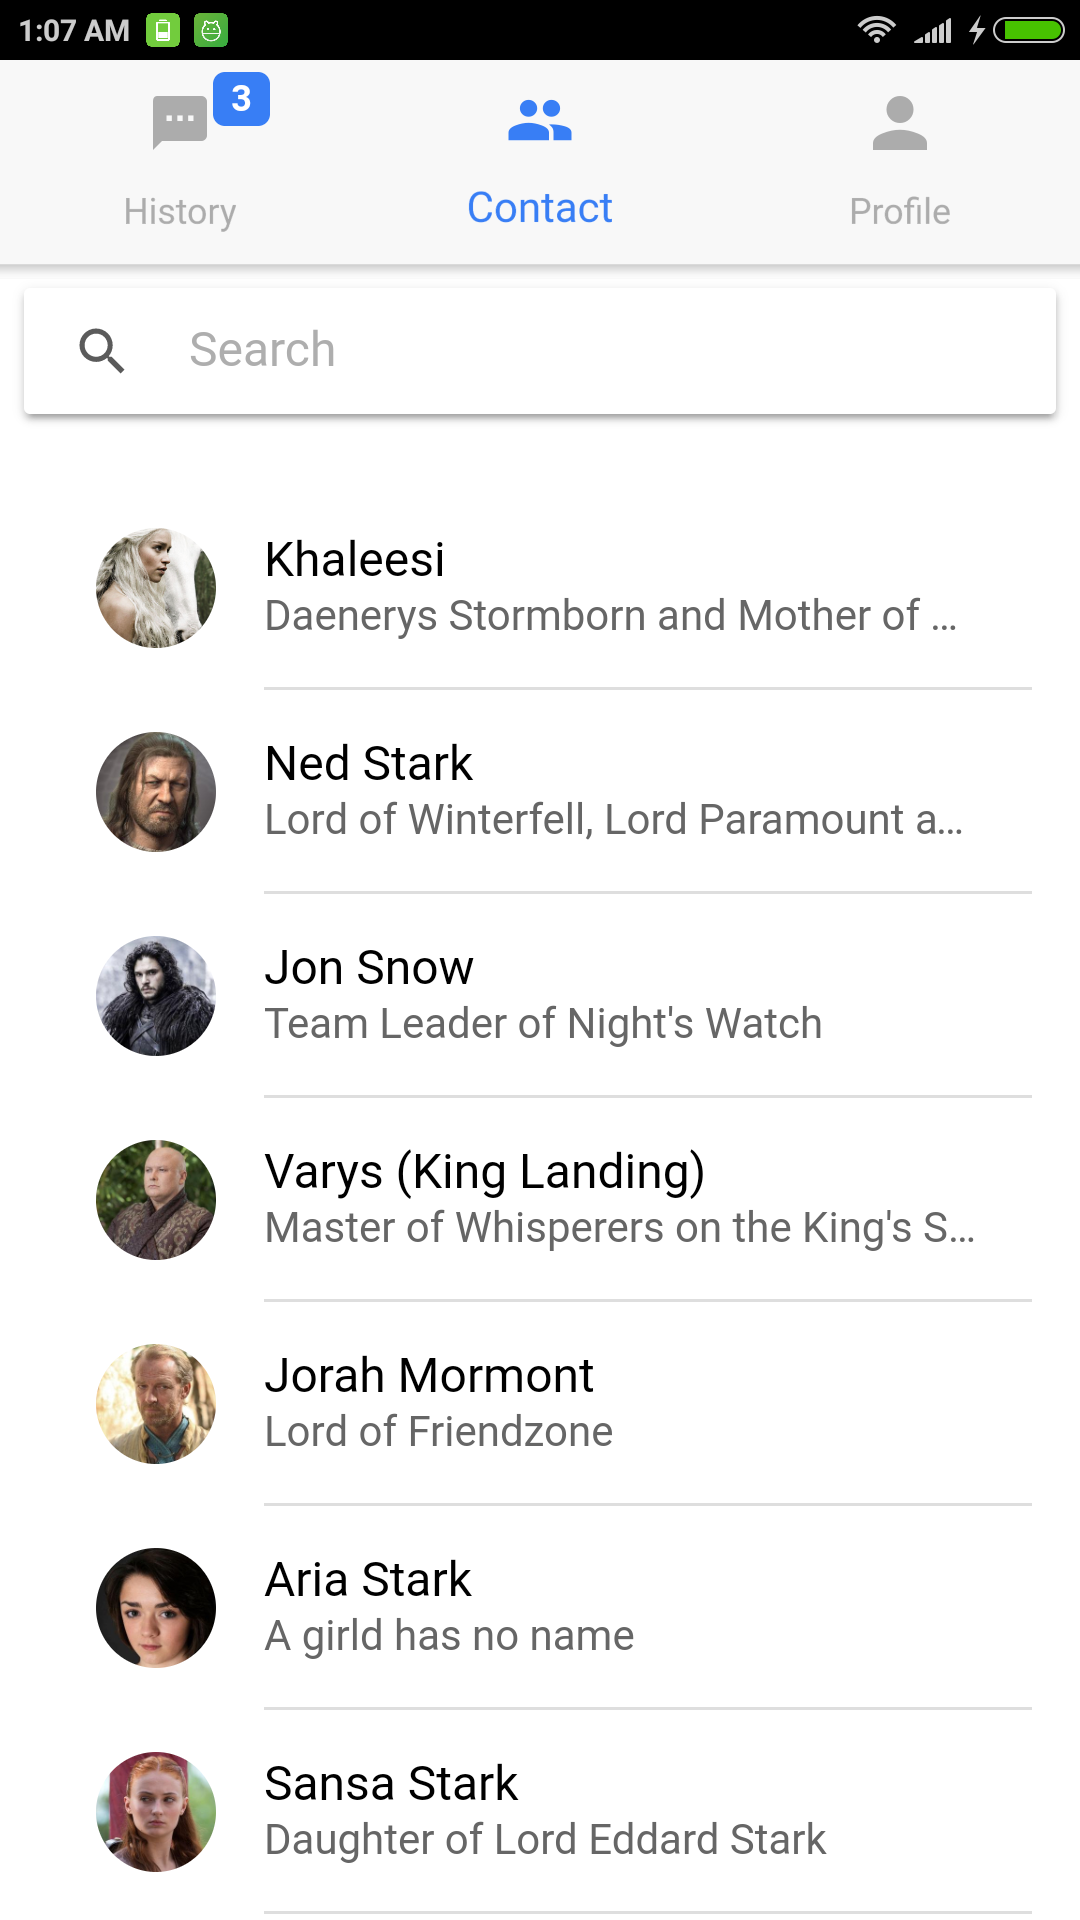 1:07 AM
3
History
Contact
Profile
Search
Khaleesi
Daenerys Stormborn and Mother of ...
Ned Stark
Lord of Winterfell, Lord Paramount a...
Jon Snow
Team Leader of Night's Watch
Varys (King Landing)
Master of Whisperers on the King's S...
Jorah Mormont
Lord of Friendzone
Aria Stark
A girld has no name
Sansa Stark
Daughter of Lord Eddard Stark